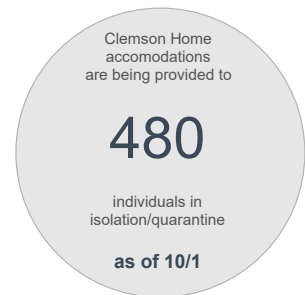 Clemson Home
accomodations
are being provided to
480
individuals in
isolation/quarantine
as of 10/1